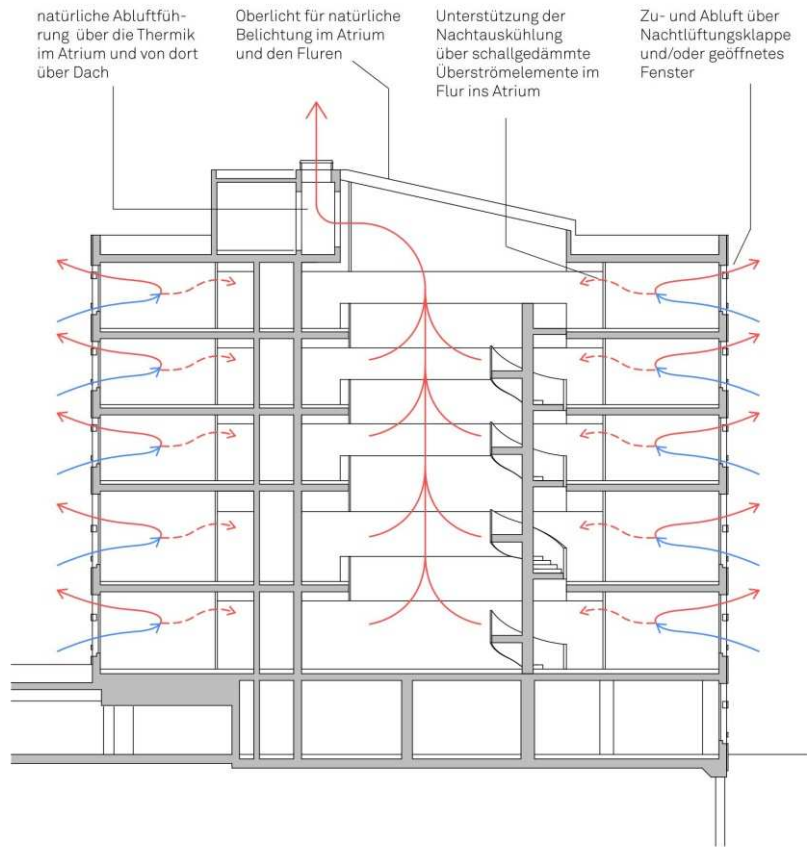 natürliche Abluftfüh-
rung über die Thermik
im Atrium und von dort
über Dach
Oberlicht für natürliche
Belichtung im Atrium
und den Fluren
Unterstützung der
Nachtauskühlung
über schallgedämmte
Überströmelemente im
Flur ins Atrium
Zu- und Abluft über
Nachtlüftungsklappe
und/oder geöffnetes
Fenster